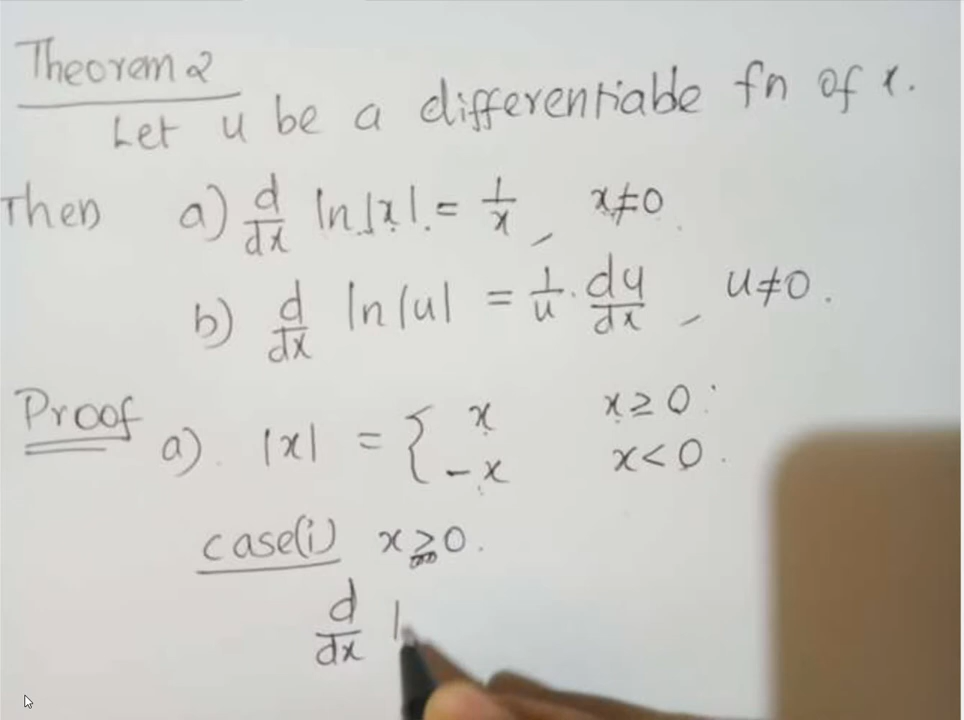 Theorem 2
Let u be a differentiable fn of x.
Then a) d/dx ln|x| = 1/x, x≠0.
b) d/dx ln|u| = 1/u · du/dx, u≠0.
Proof a). |x| = { x x≥0.
-x x<0.
case(i) x>0.
d/dx l